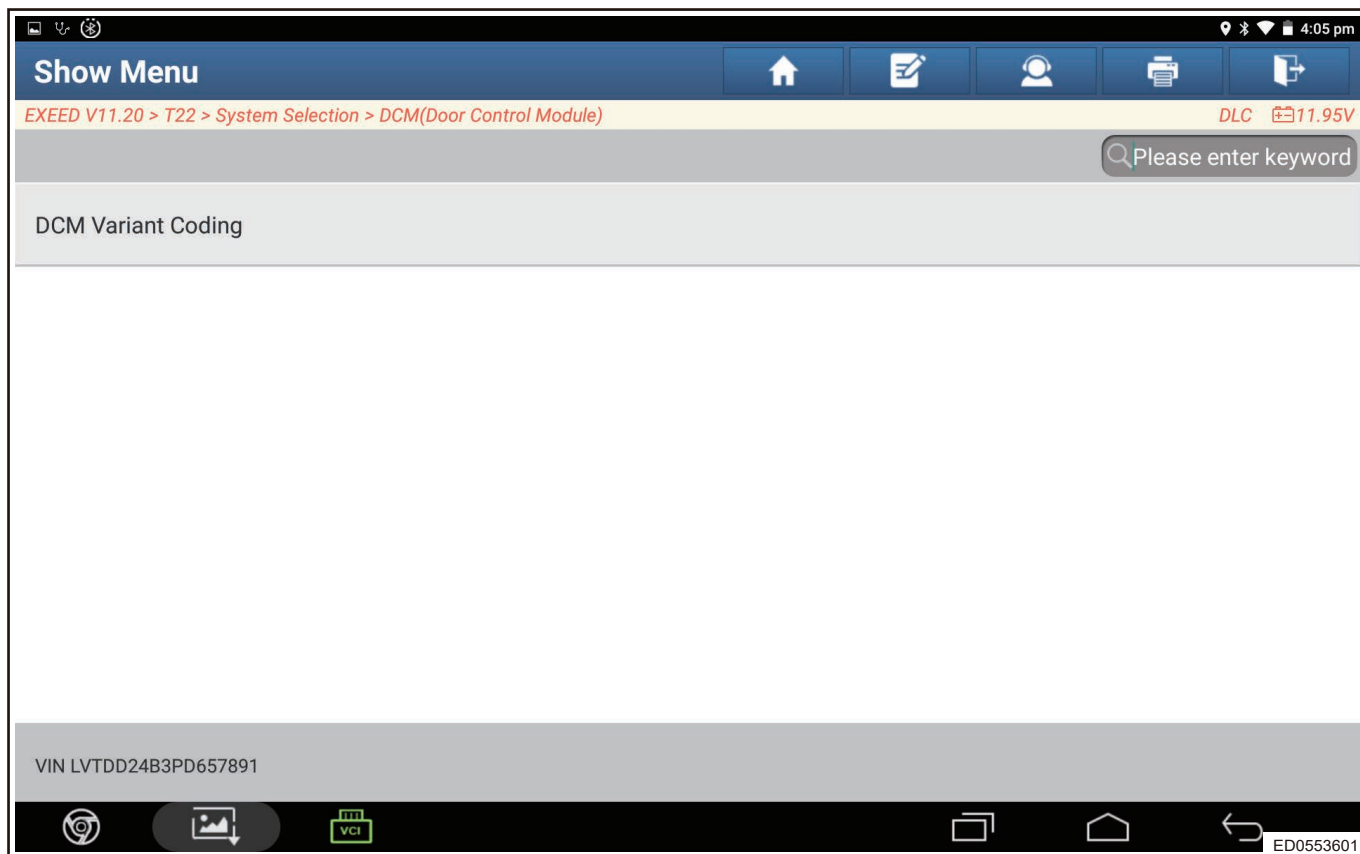 4:05 pm
Show Menu
EXEED V11.20 > T22 > System Selection > DCM(Door Control Module)
DLC 11.95V
Please enter keyword
DCM Variant Coding
VIN LVTDD24B3PD657891
VCI
ED0553601